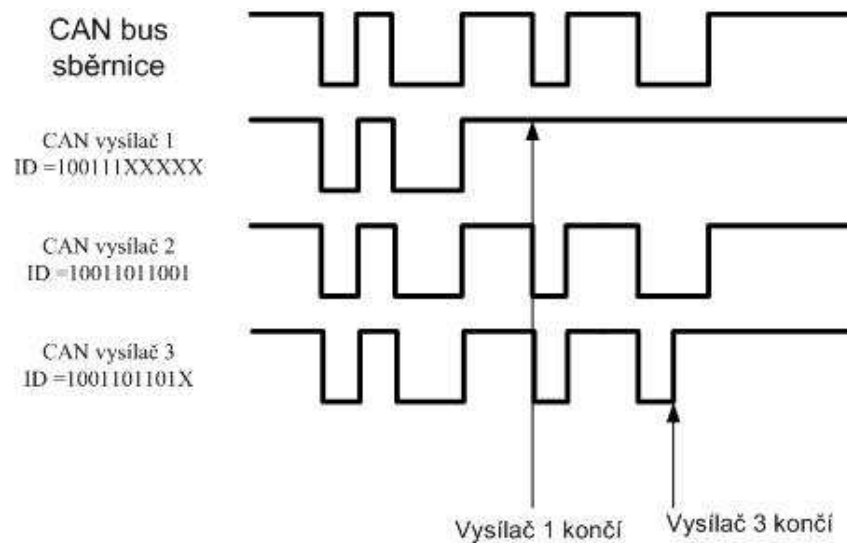 CAN bus
sběrnice
CAN vysílač 1
ID =100111XXXXX
CAN vysílač 2
ID =10011011001
CAN vysílač 3
ID =1001101101X
Vysílač 1 končí
Vysílač 3 končí